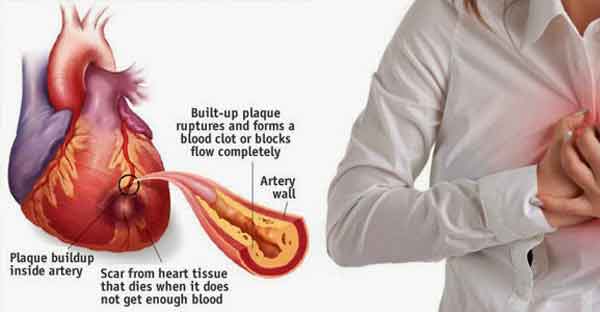 Built-up plaque
ruptures and forms a
blood clot or blocks
flow completely
Artery
wall
Plaque buildup
inside artery
Scar from heart tissue
that dies when it does
not get enough blood